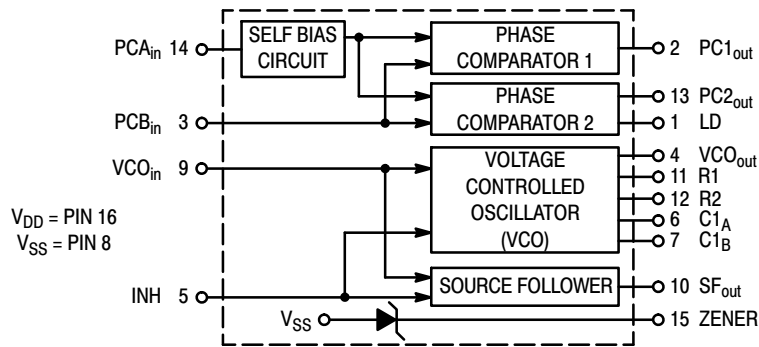 PCAin 14
SELF BIAS
CIRCUIT
PHASE
COMPARATOR 1
2 PC1out
PCBin 3
PHASE
COMPARATOR 2
13 PC2out
1 LD
VCOin 9
VOLTAGE
CONTROLLED
OSCILLATOR
(VCO)
4 VCOout
11 R1
12 R2
6 C1A
7 C1B
VDD = PIN 16
VSS = PIN 8
INH 5
SOURCE FOLLOWER
10 SFout
VSS
15 ZENER